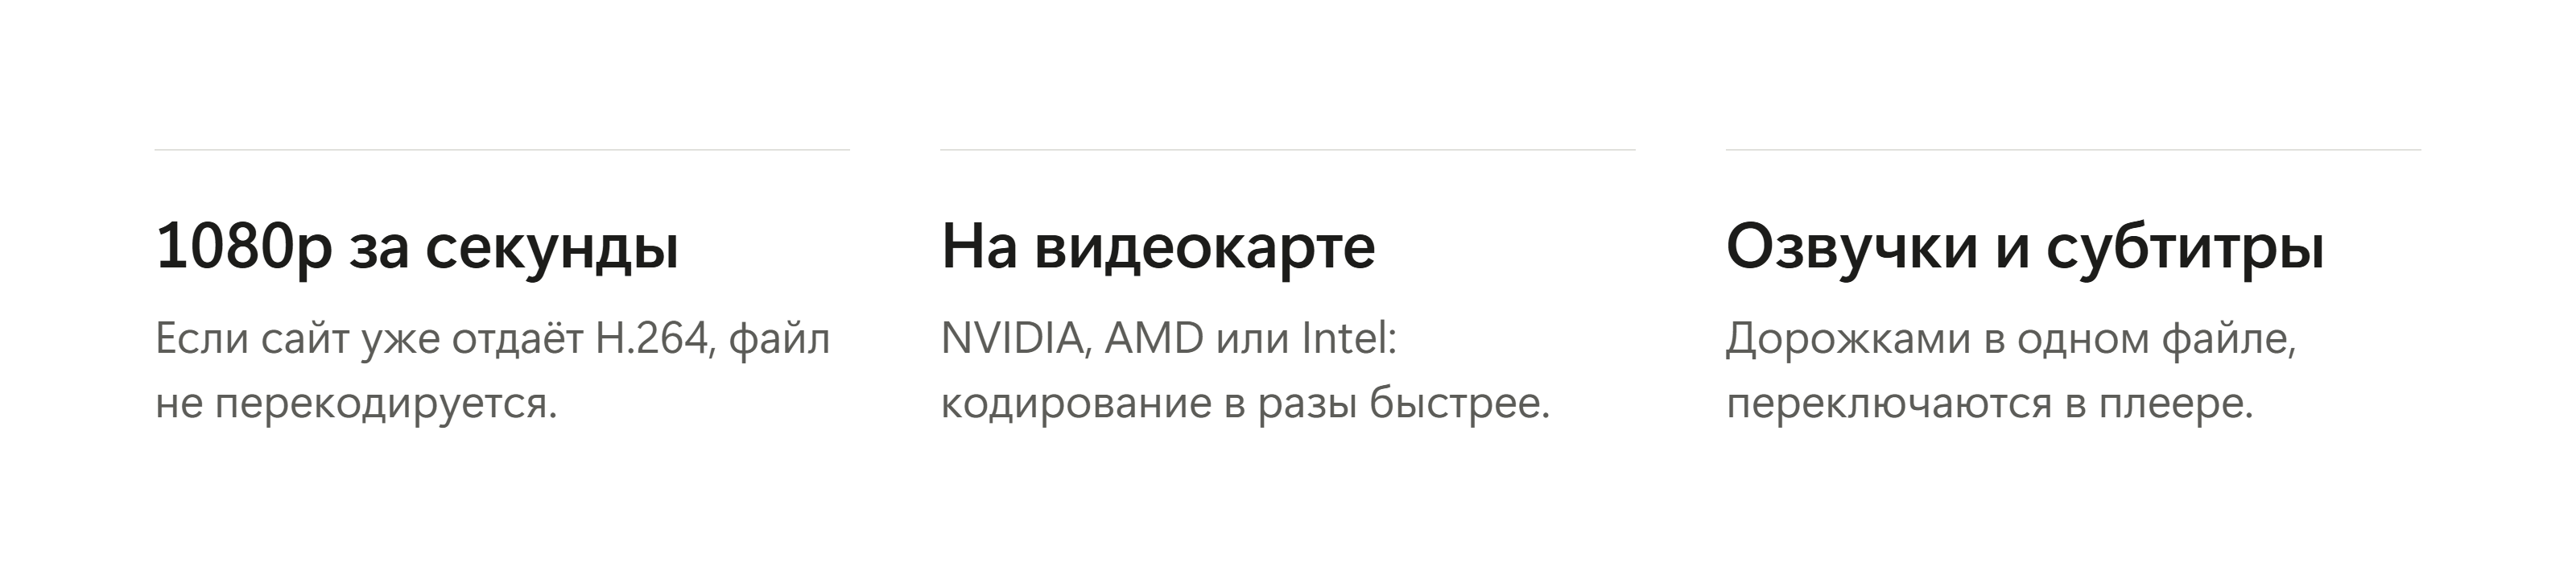 1080p за секунды
Если сайт уже отдаёт H.264, файл
не перекодируется.
На видеокарте
NVIDIA, AMD или Intel:
кодирование в разы быстрее.
Озвучки и субтитры
Дорожками в одном файле,
переключаются в плеере.